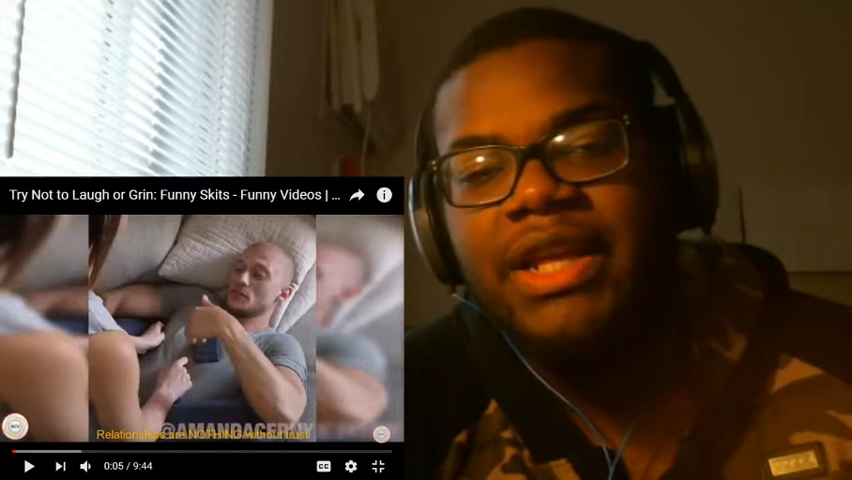 Try Not to Laugh or Grin: Funny Skits - Funny Videos | ...
@AMANDACERNY
Relationships are NOTHING without trust
0:05 / 9:44
CC